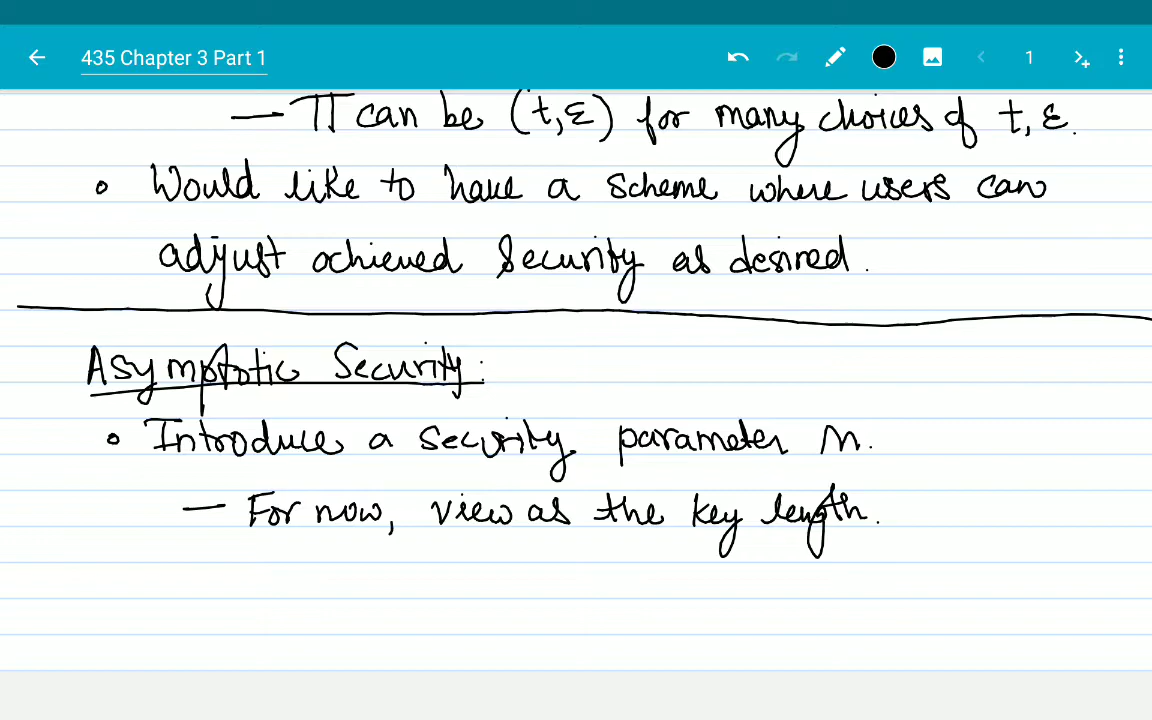 435 Chapter 3 Part 1
1
— Π can be (t, ε) for many choices of t, ε.
• Would like to have a scheme where users can
adjust achieved security as desired.
Asymptotic Security:
• Introduce a security parameter n.
— For now, view as the key length.